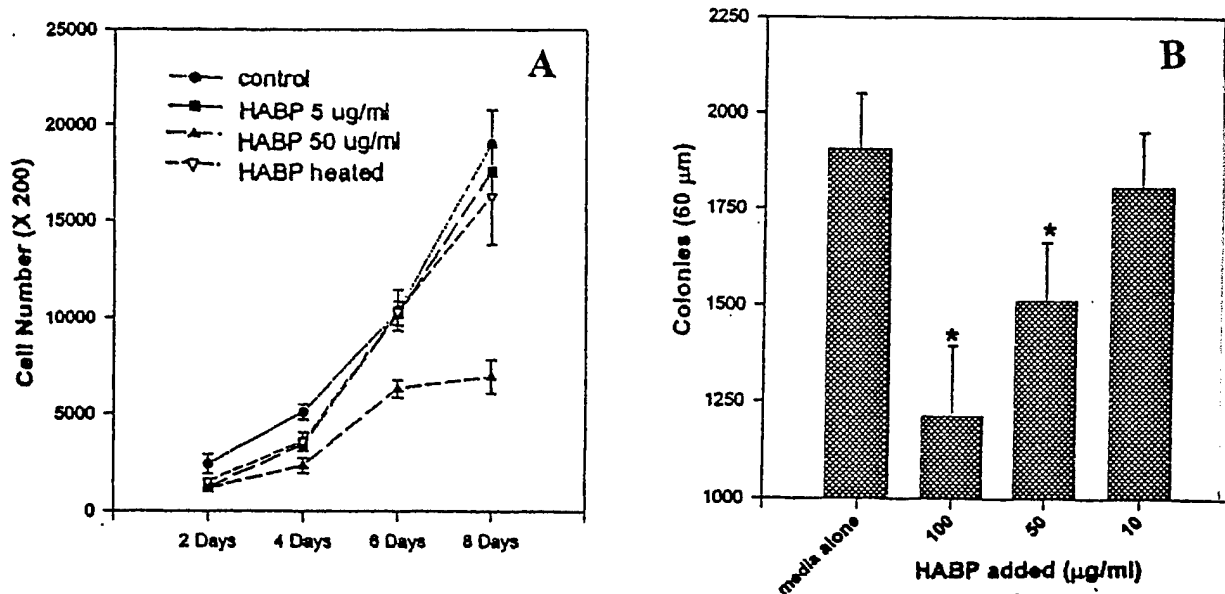 A
control
HABP 5 ug/ml
HABP 50 ug/ml
HABP heated
Cell Number (X 200)
25000
20000
15000
10000
5000
0
2 Days
4 Days
6 Days
8 Days
B
Colonies (60 μm)
2250
2000
1750
1500
1250
1000
*
*
media alone
100
50
10
HABP added (μg/ml)